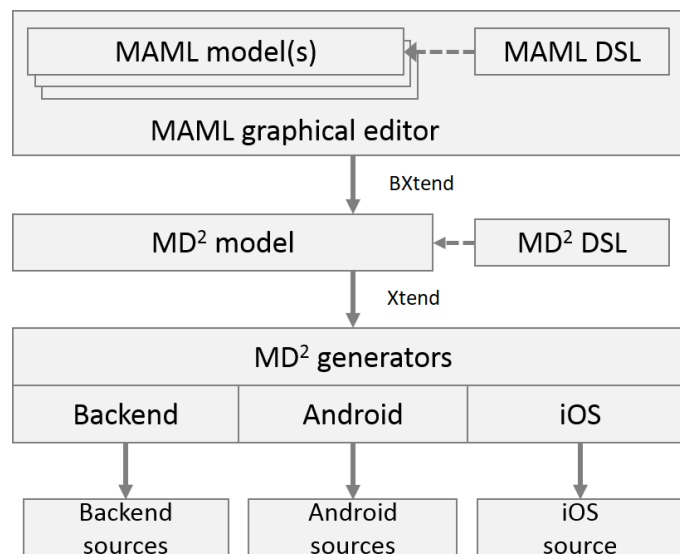 MAML model(s)
MAML DSL
MAML graphical editor
BXtend
MD² model
MD² DSL
Xtend
MD² generators
Backend
Android
iOS
Backend
sources
Android
sources
iOS
source